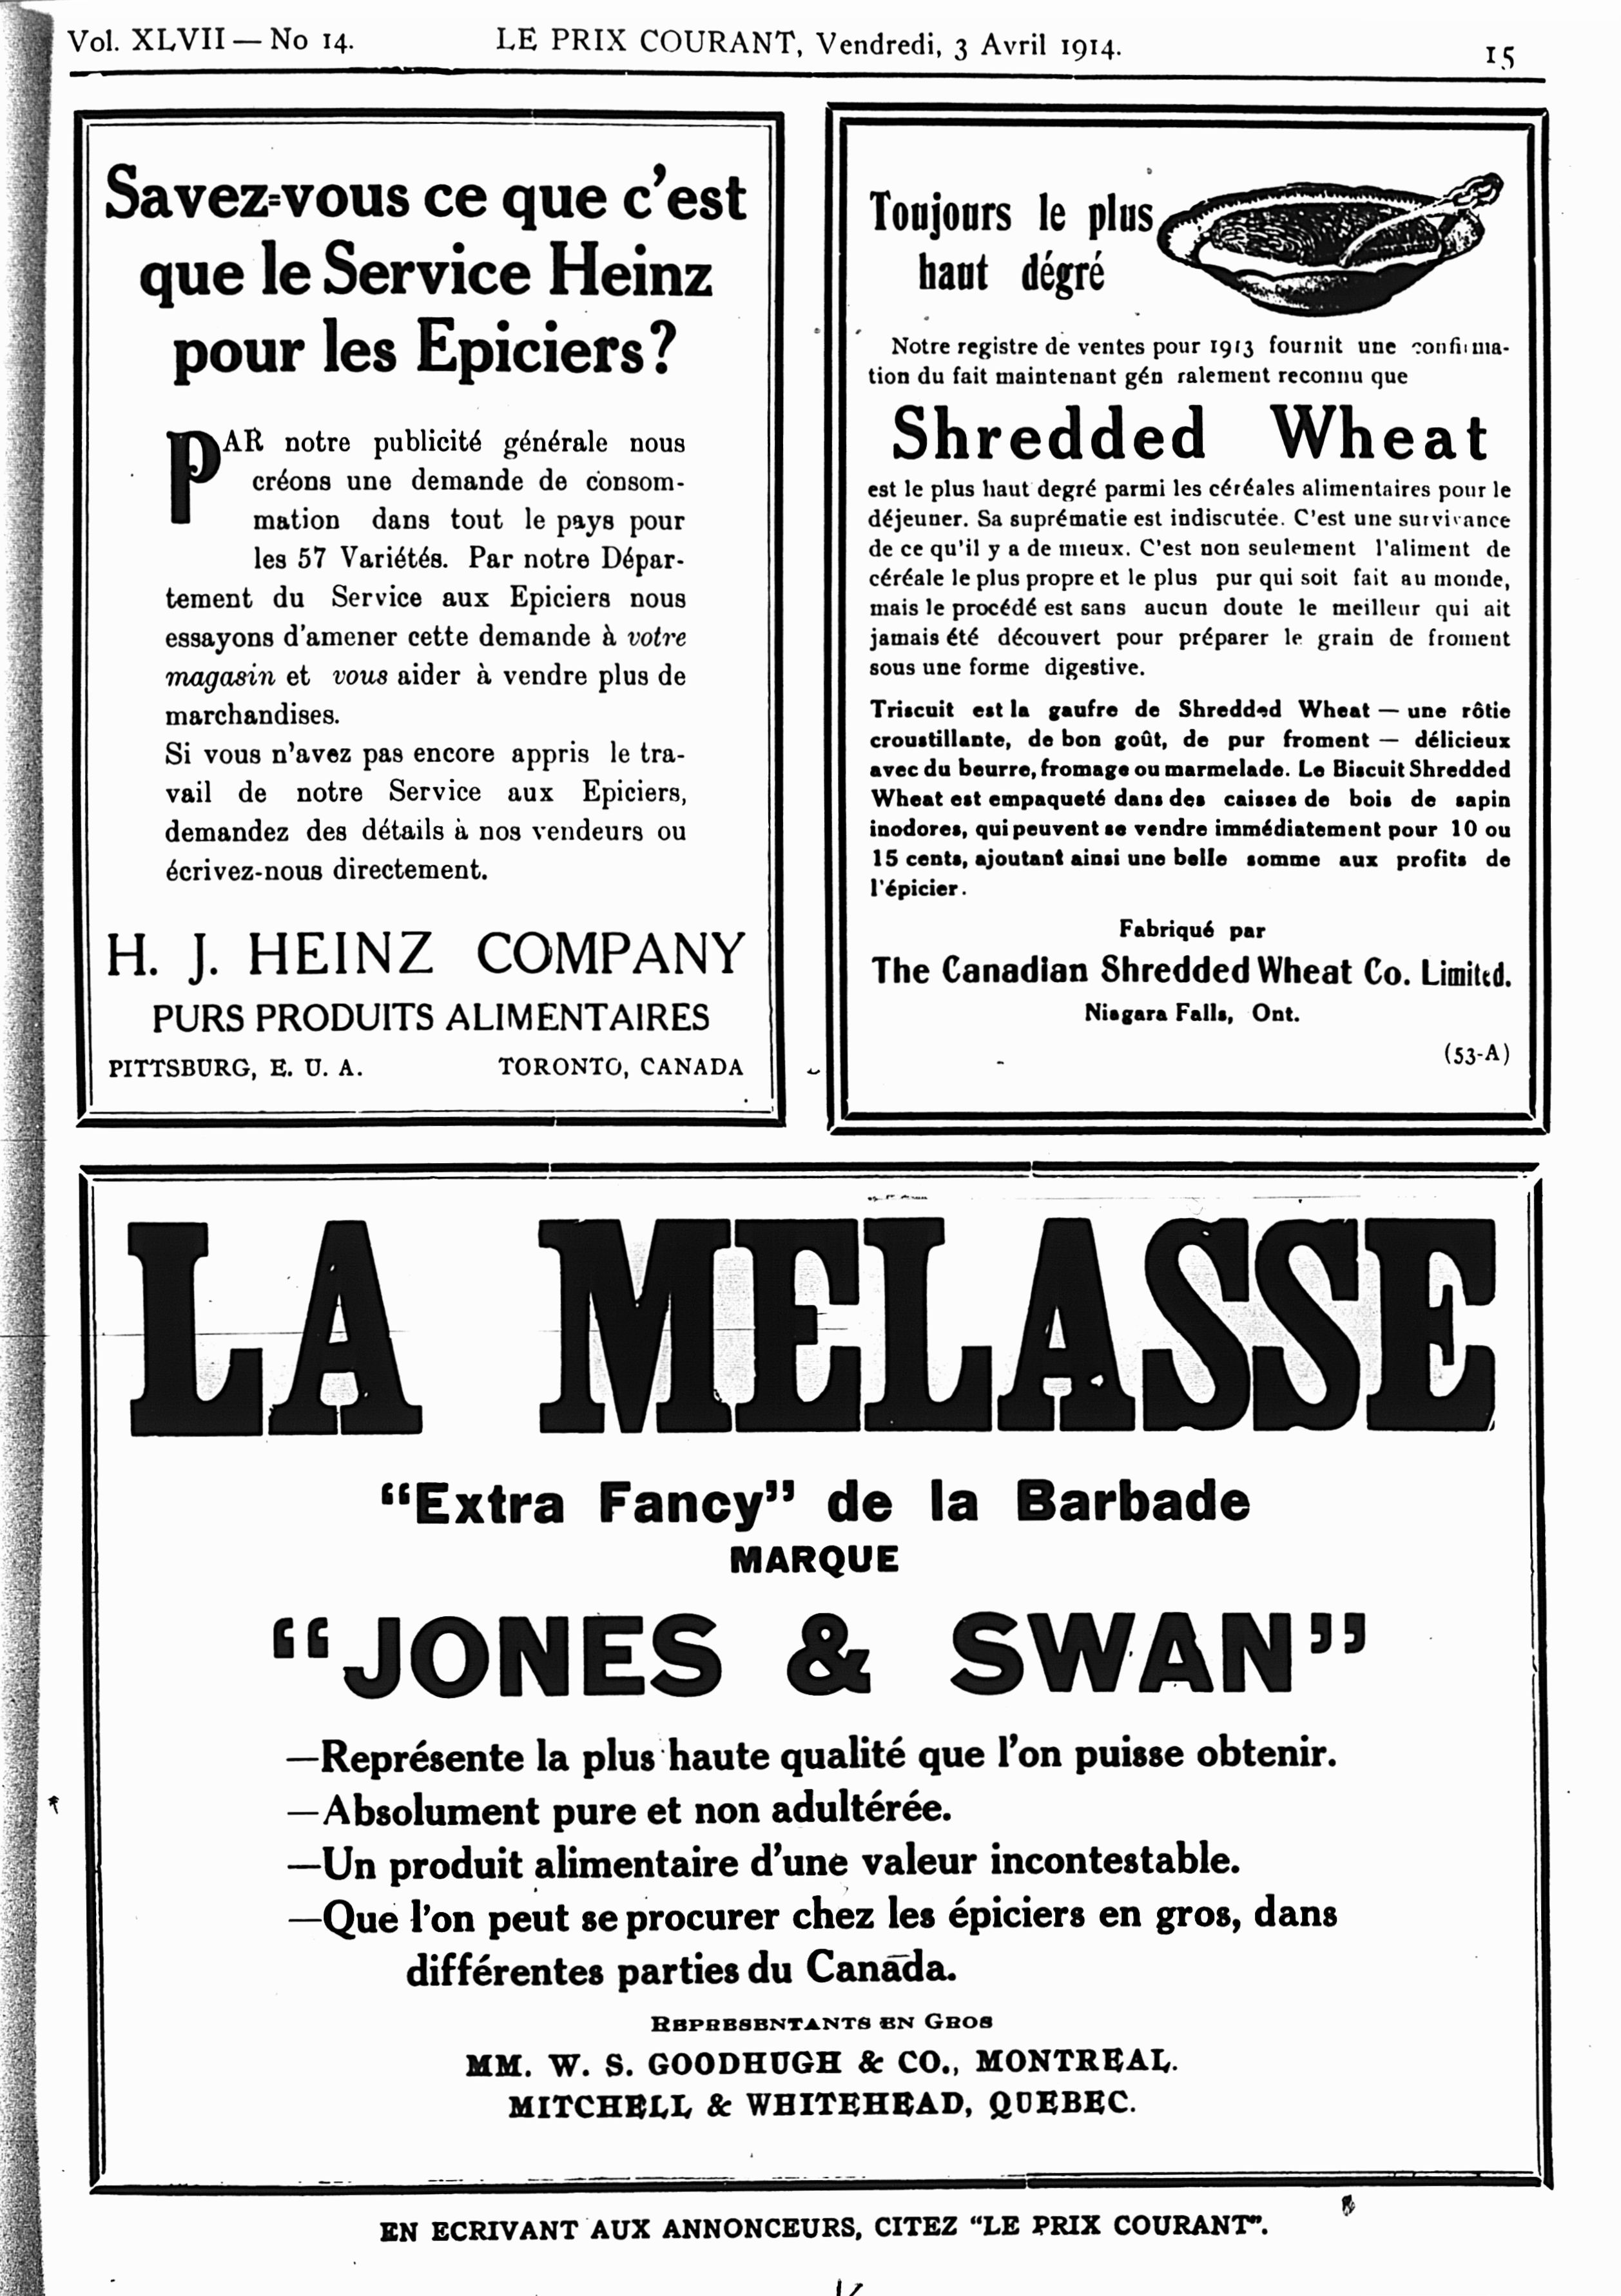 Vol. XLVII — No 14.
LE PRIX COURANT, Vendredi, 3 Avril 1914.
15
Savez-vous ce que c'est
que le Service Heinz
pour les Epiciers?
PAR notre publicité générale nous
créons une demande de consom-
mation dans tout le pays pour
les 57 Variétés. Par notre Dépar-
tement du Service aux Epiciers nous
essayons d'amener cette demande à votre
magasin et vous aider à vendre plus de
marchandises.
Si vous n'avez pas encore appris le tra-
vail de notre Service aux Epiciers,
demandez des détails à nos vendeurs ou
écrivez-nous directement.
H. J. HEINZ COMPANY
PURS PRODUITS ALIMENTAIRES
PITTSBURG, E. U. A. TORONTO, CANADA
Toujours le plus
haut dégré
Notre registre de ventes pour 1913 fournit une confirma-
tion du fait maintenant gén ralement reconnu que
Shredded Wheat
est le plus haut degré parmi les céréales alimentaires pour le
déjeuner. Sa suprématie est indiscutée. C'est une survivance
de ce qu'il y a de mieux. C'est non seulement l'aliment de
céréale le plus propre et le plus pur qui soit fait au monde,
mais le procédé est sans aucun doute le meilleur qui ait
jamais été découvert pour préparer le grain de froment
sous une forme digestive.
Triscuit est la gaufre de Shredded Wheat — une rôtie
croustillante, de bon goût, de pur froment — délicieux
avec du beurre, fromage ou marmelade. Le Biscuit Shredded
Wheat est empaqueté dans des caisses de bois de sapin
inodores, qui peuvent se vendre immédiatement pour 10 ou
15 cents, ajoutant ainsi une belle somme aux profits de
l'épicier.
Fabriqué par
The Canadian Shredded Wheat Co. Limited.
Niagara Falls, Ont.
(53-A)
LA MELASSE
"Extra Fancy" de la Barbade
MARQUE
"JONES & SWAN"
—Représente la plus haute qualité que l'on puisse obtenir.
—Absolument pure et non adultérée.
—Un produit alimentaire d'une valeur incontestable.
—Que l'on peut se procurer chez les épiciers en gros, dans
différentes parties du Canada.
REPRESENTANTS EN GROS
MM. W. S. GOODHUGH & CO., MONTREAL.
MITCHELL & WHITEHEAD, QUEBEC.
EN ECRIVANT AUX ANNONCEURS, CITEZ "LE PRIX COURANT".